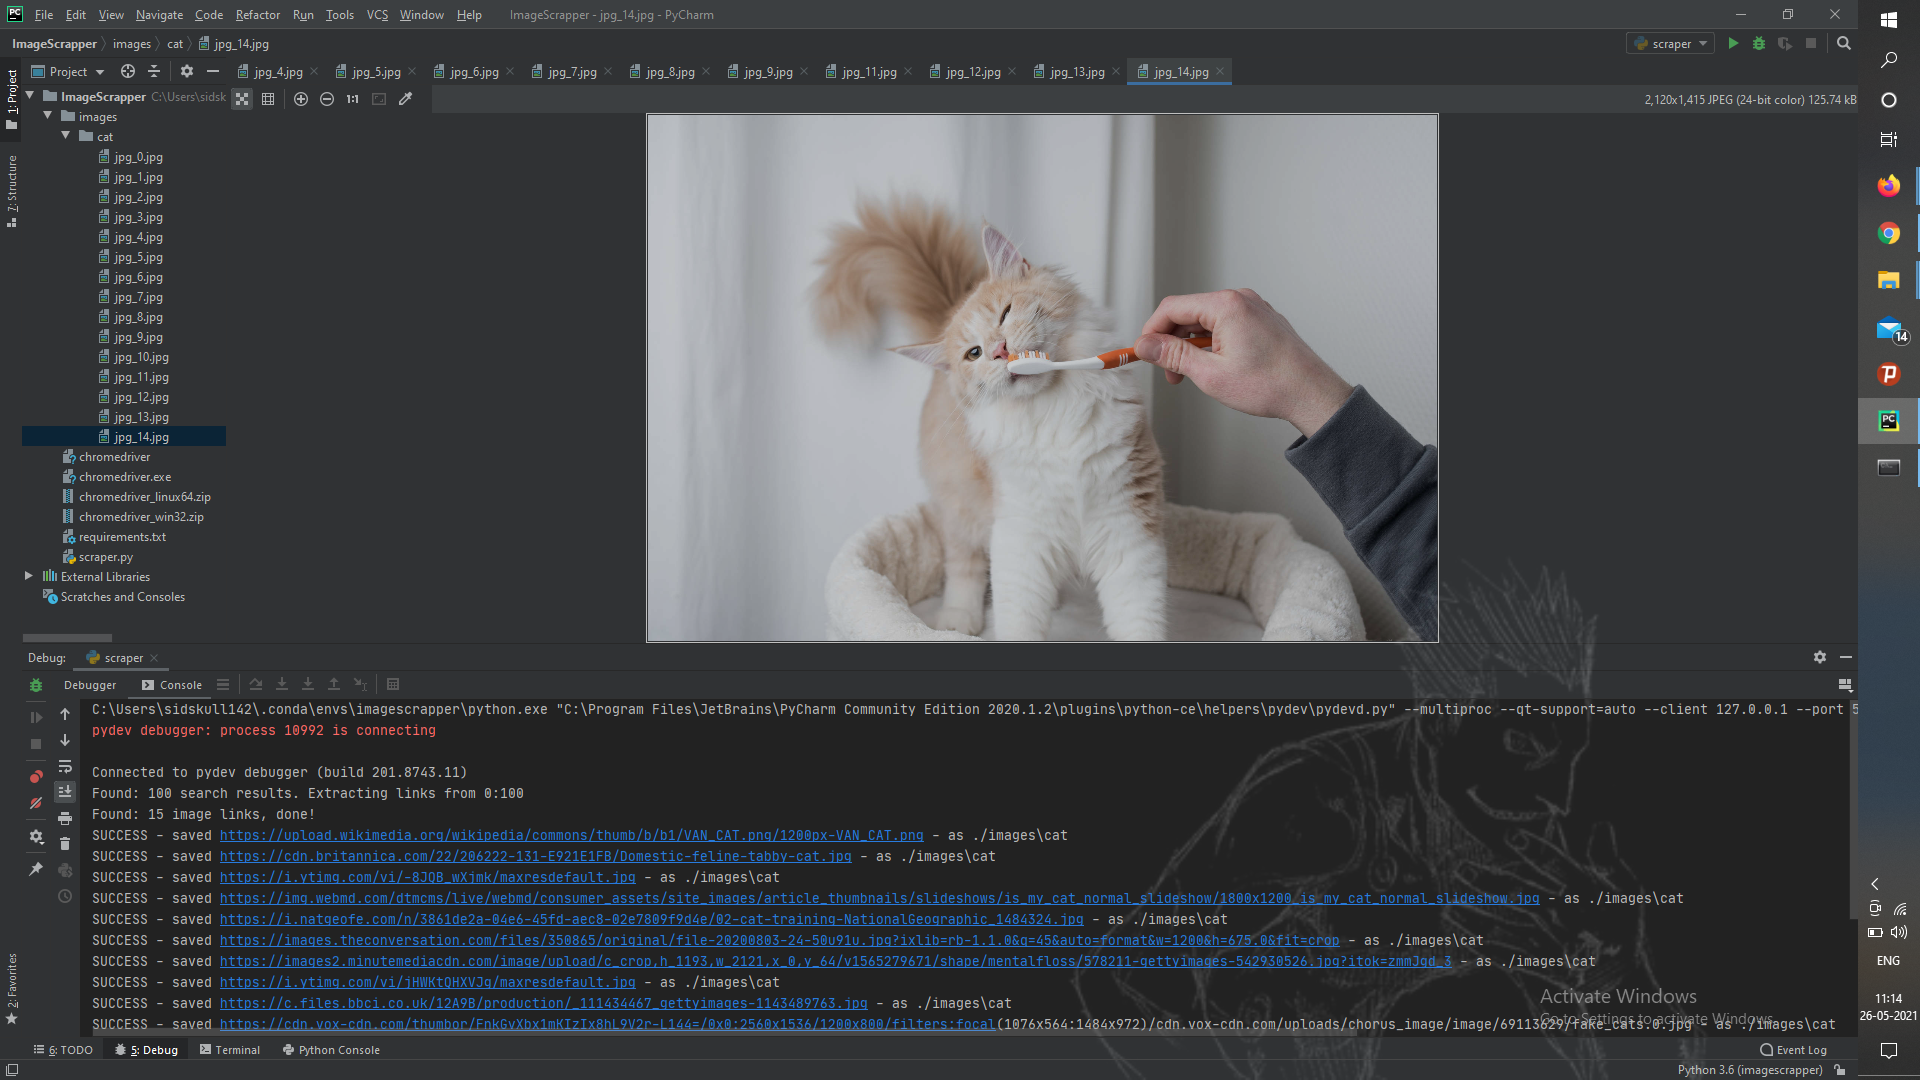 File Edit View Navigate Code Refactor Run Tools VCS Window Help ImageScrapper - jpg_14.jpg - PyCharm
ImageScrapper images cat jpg_14.jpg scraper
Project jpg_4.jpg jpg_5.jpg jpg_6.jpg jpg_7.jpg jpg_8.jpg jpg_9.jpg jpg_11.jpg jpg_12.jpg jpg_13.jpg jpg_14.jpg
1: Project
7: Structure
2: Favorites
ImageScrapper C:\Users\sidsk 1:1 2,120x1,415 JPEG (24-bit color) 125.74 kB
images
cat
jpg_0.jpg
jpg_1.jpg
jpg_2.jpg
jpg_3.jpg
jpg_4.jpg
jpg_5.jpg
jpg_6.jpg
jpg_7.jpg
jpg_8.jpg
jpg_9.jpg
jpg_10.jpg
jpg_11.jpg
jpg_12.jpg
jpg_13.jpg
jpg_14.jpg
chromedriver
chromedriver.exe
chromedriver_linux64.zip
chromedriver_win32.zip
requirements.txt
scraper.py
External Libraries
Scratches and Consoles
Debug: scraper
Debugger Console
C:\Users\sidskull142\.conda\envs\imagescrapper\python.exe "C:\Program Files\JetBrains\PyCharm Community Edition 2020.1.2\plugins\python-ce\helpers\pydev\pydevd.py" --multiproc --qt-support=auto --client 127.0.0.1 --port 5
pydev debugger: process 10992 is connecting
Connected to pydev debugger (build 201.8743.11)
Found: 100 search results. Extracting links from 0:100
Found: 15 image links, done!
SUCCESS - saved https://upload.wikimedia.org/wikipedia/commons/thumb/b/b1/VAN_CAT.png/1200px-VAN_CAT.png - as ./images\cat
SUCCESS - saved https://cdn.britannica.com/22/206222-131-E921E1FB/Domestic-feline-tabby-cat.jpg - as ./images\cat
SUCCESS - saved https://i.ytimg.com/vi/-8JQB_wXjmk/maxresdefault.jpg - as ./images\cat
SUCCESS - saved https://img.webmd.com/dtmcms/live/webmd/consumer_assets/site_images/article_thumbnails/slideshows/is_my_cat_normal_slideshow/1800x1200_is_my_cat_normal_slideshow.jpg - as ./images\cat
SUCCESS - saved https://i.natgeofe.com/n/3861de2a-04e6-45fd-aec8-02e7809f9d4e/02-cat-training-NationalGeographic_1484324.jpg - as ./images\cat
SUCCESS - saved https://images.theconversation.com/files/350865/original/file-20200803-24-50u91u.jpg?ixlib=rb-1.1.0&q=45&auto=format&w=1200&h=675.0&fit=crop - as ./images\cat
SUCCESS - saved https://images2.minutemediacdn.com/image/upload/c_crop,h_1193,w_2121,x_0,y_64/v1565279671/shape/mentalfloss/578211-gettyimages-542930526.jpg?itok=zmmJgd_3 - as ./images\cat
SUCCESS - saved https://i.ytimg.com/vi/jHWKtQHXVJg/maxresdefault.jpg - as ./images\cat
SUCCESS - saved https://c.files.bbci.co.uk/12A9B/production/_111434467_gettyimages-1143489763.jpg - as ./images\cat
SUCCESS - saved https://cdn.vox-cdn.com/thumbor/FnkGyXbx1mKIzIx8hL9V2r-L144=/0x0:2560x1536/1200x800/filters:focal(1076x564:1484x972)/cdn.vox-cdn.com/uploads/chorus_image/image/69113629/fake_cats.0.jpg - as ./images\cat
Activate Windows
Go to Settings to activate Windows.
6: TODO 5: Debug Terminal Python Console Event Log
Python 3.6 (imagescrapper)
14
ENG
11:14
26-05-2021